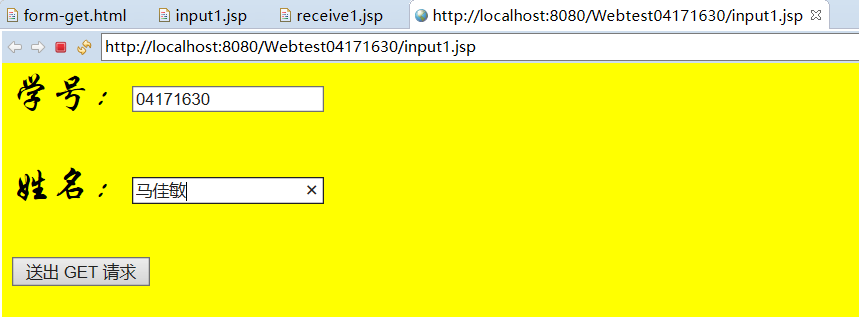 form-get.html input1.jsp receive1.jsp http://localhost:8080/Webtest04171630/input1.jsp
http://localhost:8080/Webtest04171630/input1.jsp
学号： 04171630
姓名： 马佳敏
送出 GET 请求